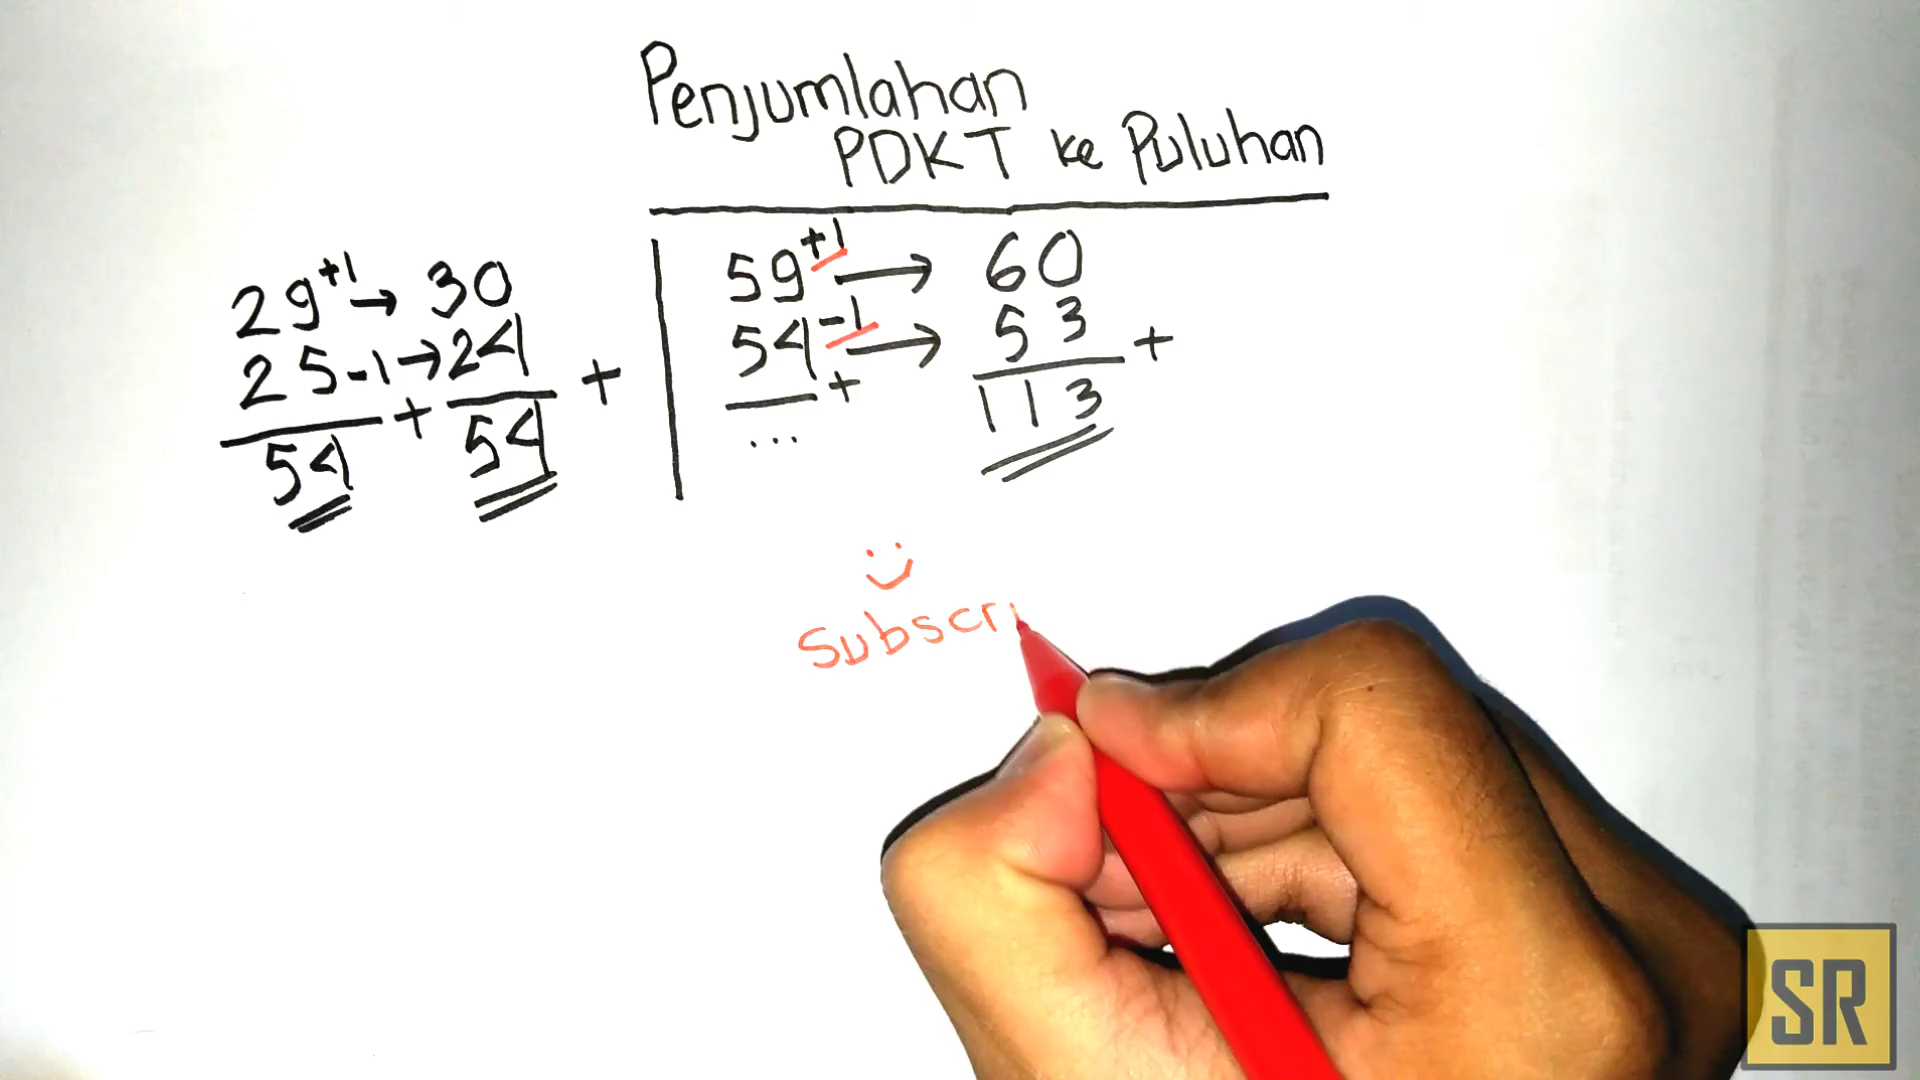 Penjumlahan
PDKT ke Puluhan
29+1 → 30
25-1 → 24
+ +
54 54
59+1 → 60
54-1 → 53
+ +
... 113
Subscr
SR